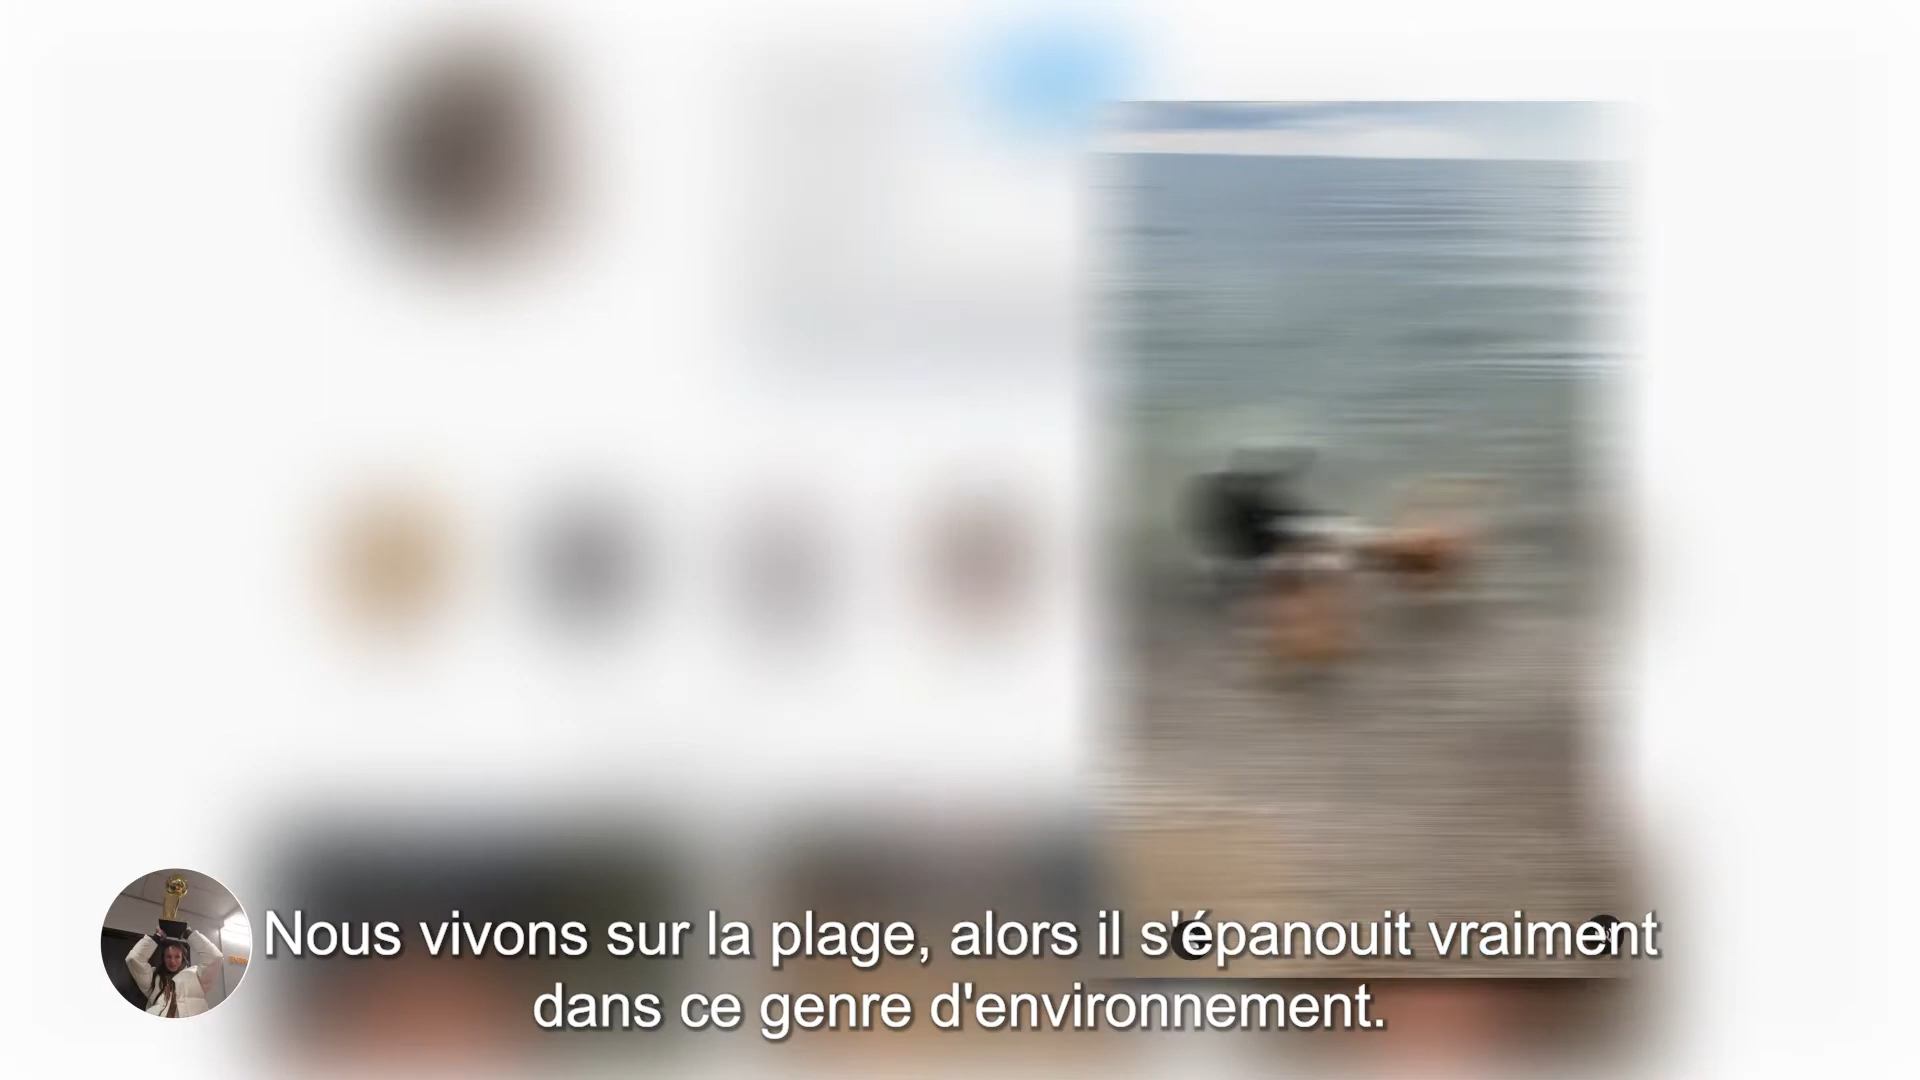 Nous vivons sur la plage, alors il s'épanouit vraiment
dans ce genre d'environnement.